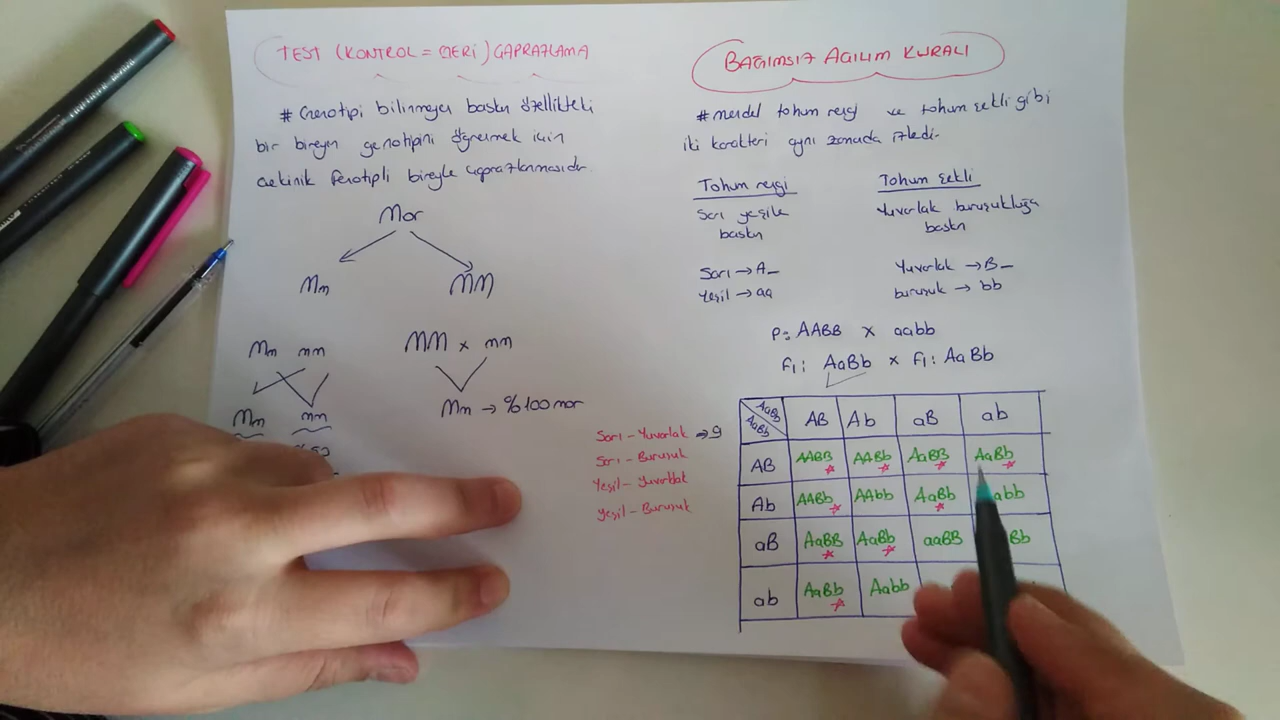 TEST (KONTROL = GERİ) ÇAPRAZLAMA
# Genotipi bilinmeyen baskın özellikteki
bir bireyin genotipini öğrenmek için
çekinik fenotipli bireyle çaprazlanmasıdır.
Mor
Mm MM
Mm mm
Mm mm
MM x mm
Mm → %100 mor
BAĞIMSIZ AÇILIM KURALI
# mendel tohum rengi ve tohum şekli gibi
iki karakteri aynı zamanda izledi.
Tohum rengi
Sarı yeşile
baskın
Sarı → A_
Yeşil → aa
Tohum şekli
Yuvarlak buruşukluğa
baskın
Yuvarlak → B_
buruşuk → bb
P: AABB x aabb
F1: AaBb x F1: AaBb
Sarı - Yuvarlak → 9
Sarı - Buruşuk
Yeşil - Yuvarlak
Yeşil - Buruşuk
AaBb
AaBb
AB Ab aB ab
AB AABB AABb AaBB AaBb
Ab AABb AAbb AaBb abb
aB AaBB AaBb aaBB Bb
ab AaBb Aabb